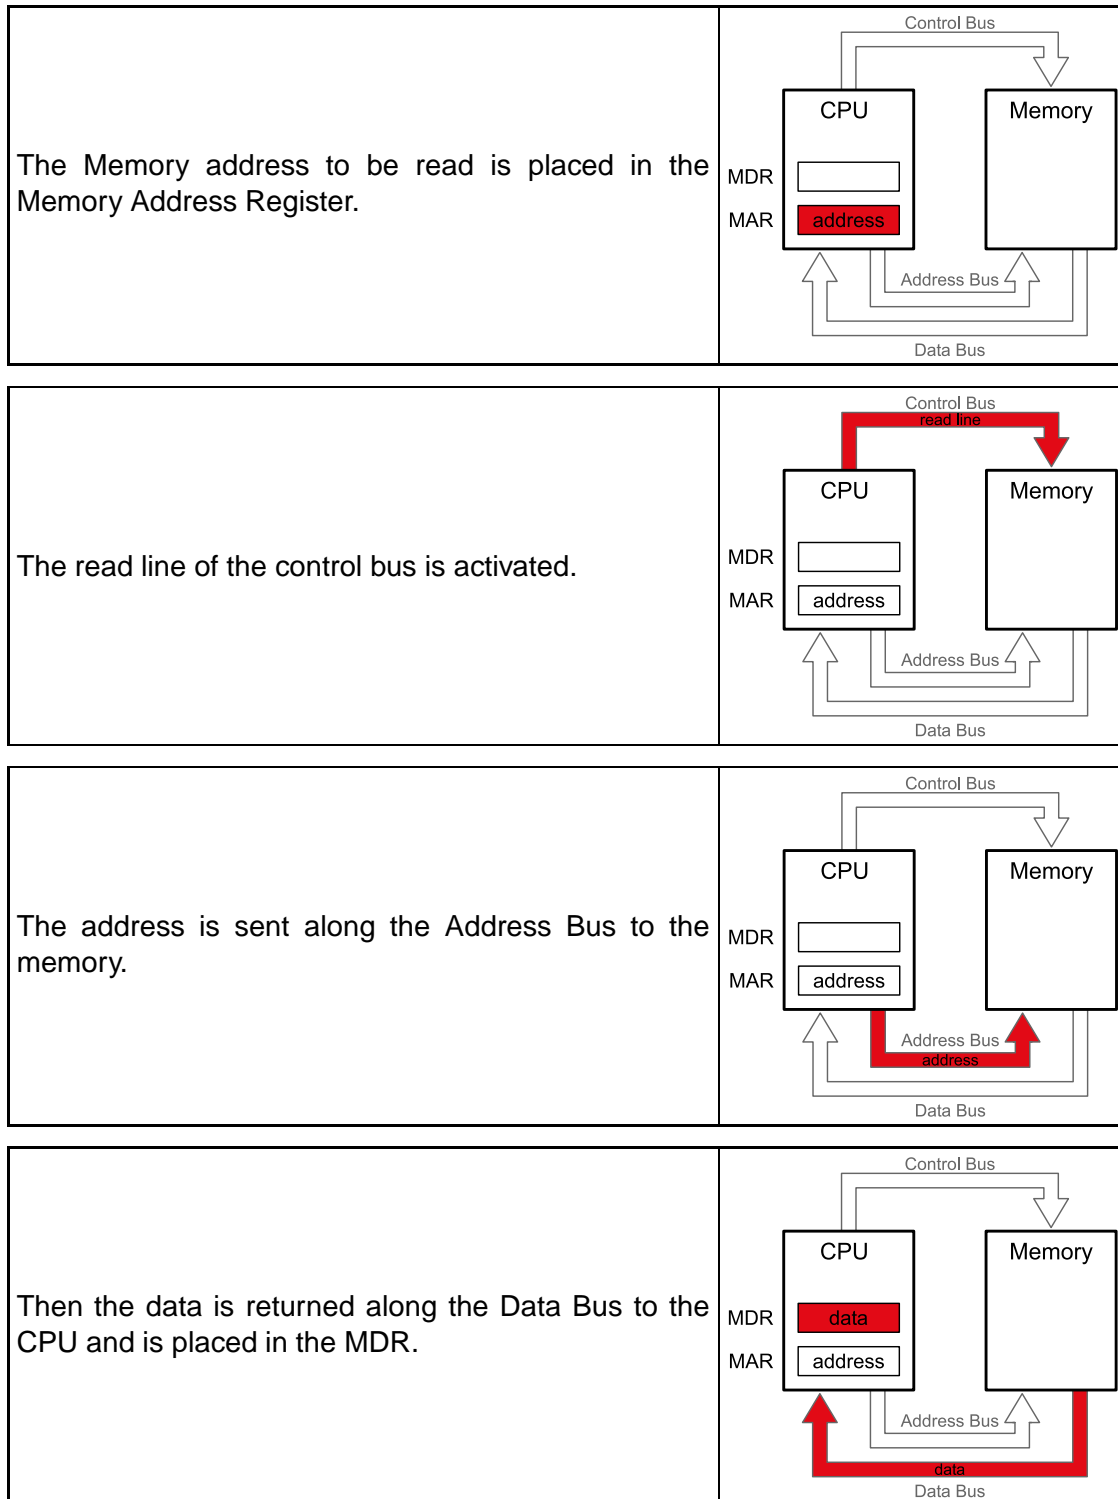 The Memory address to be read is placed in the
Memory Address Register.
Control Bus
CPU
Memory
MDR
MAR
address
Address Bus
Data Bus
The read line of the control bus is activated.
Control Bus
read line
CPU
Memory
MDR
MAR
address
Address Bus
Data Bus
The address is sent along the Address Bus to the
memory.
Control Bus
CPU
Memory
MDR
MAR
address
Address Bus
address
Data Bus
Then the data is returned along the Data Bus to the
CPU and is placed in the MDR.
Control Bus
CPU
Memory
MDR
data
MAR
address
Address Bus
data
Data Bus